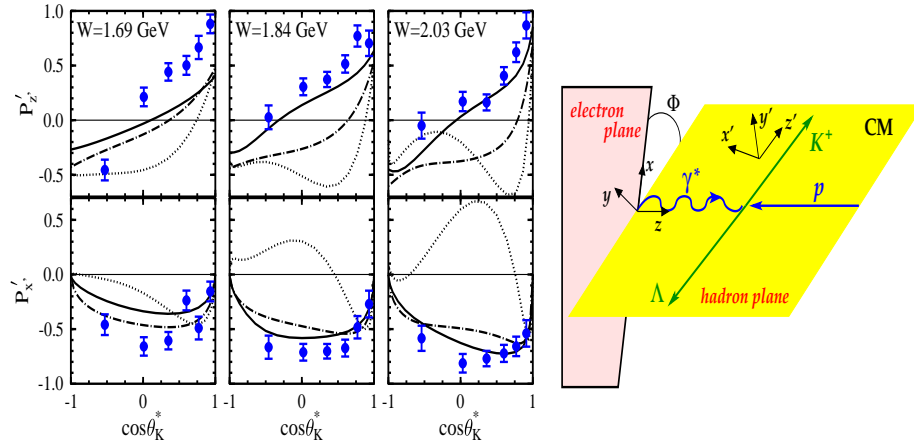 W=1.69 GeV W=1.84 GeV W=2.03 GeV
1.0
0.5
0.0
-0.5
P'z'
0.5
0.0
-0.5
-1.0
P'x'
-1 0 1 -1 0 1 -1 0 1
cosθ*K cosθ*K cosθ*K
electron
plane
Φ
CM
x' y' z'
K+
x
y
z
γ*
p
Λ
hadron plane